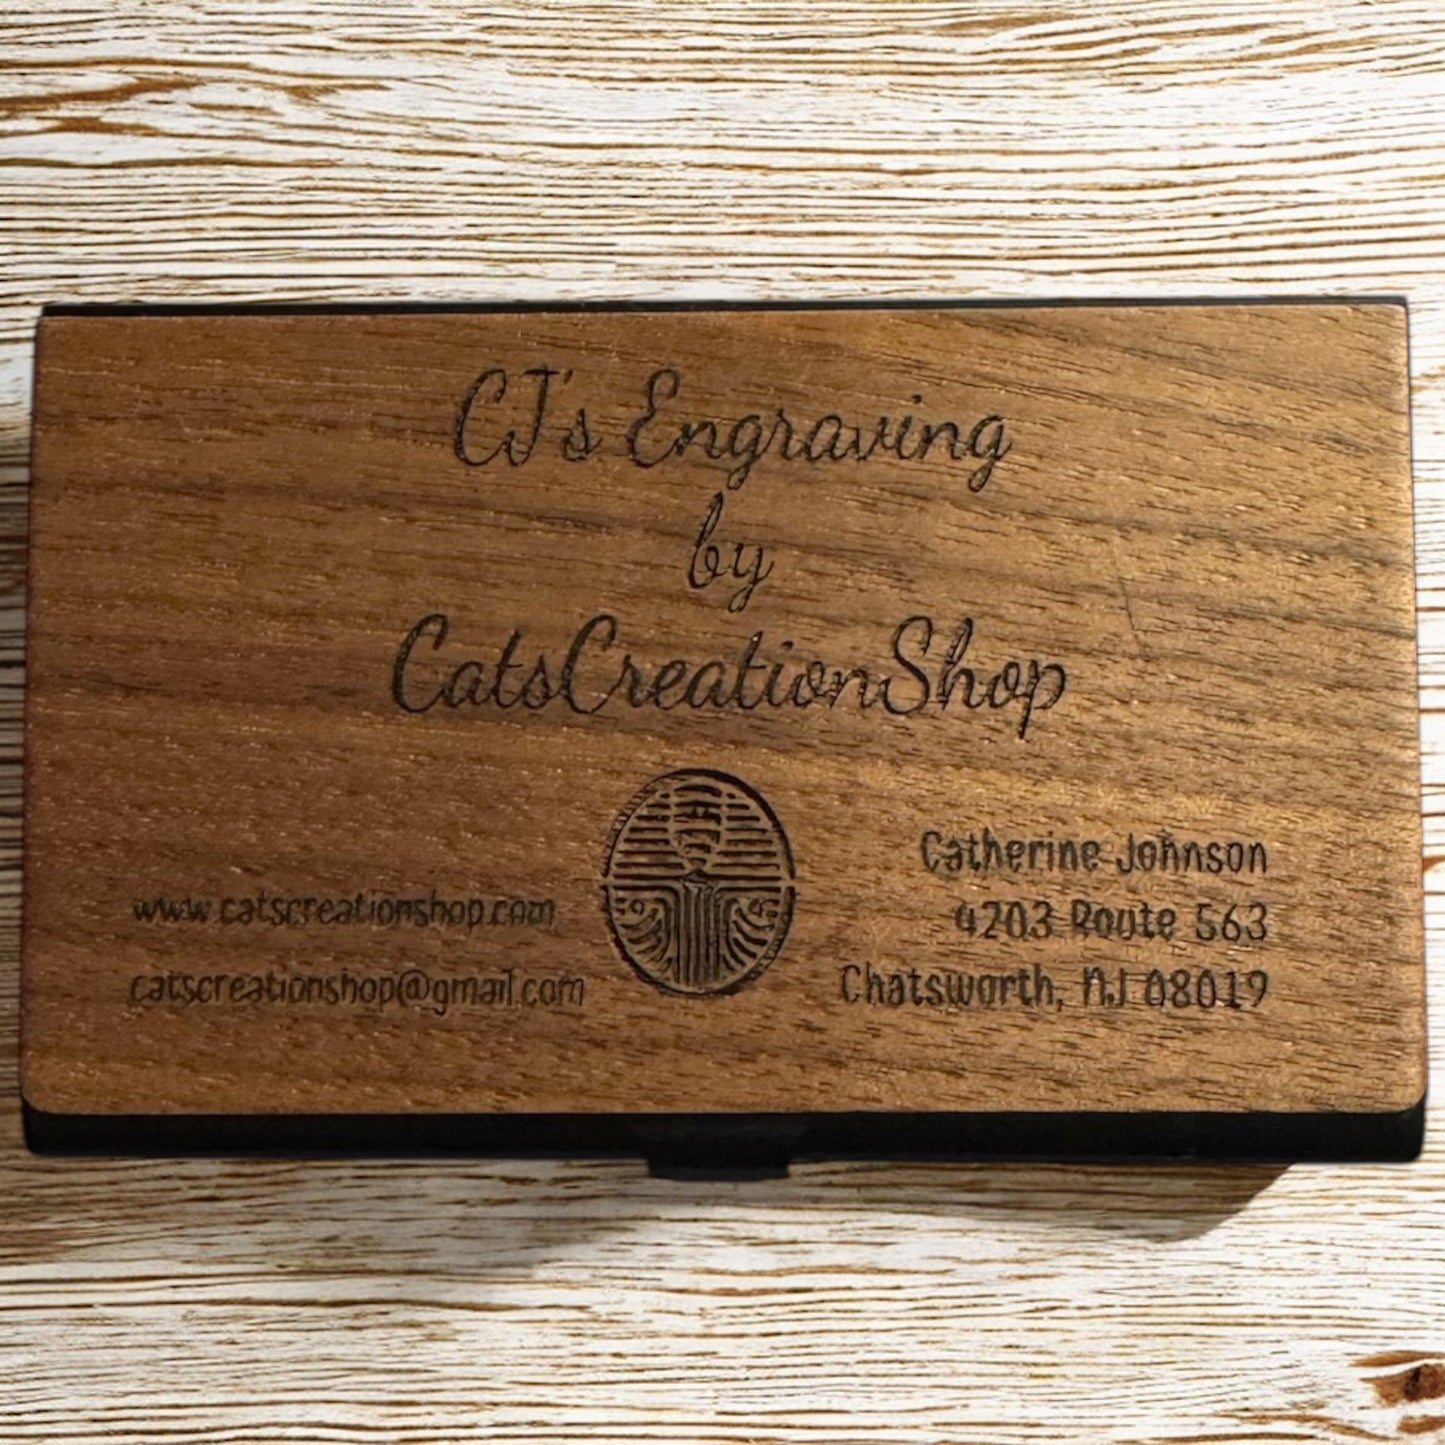 CJ's Engraving
by
CatsCreationShop
www.catscreationshop.com
catscreationshop@gmail.com
Catherine Johnson
4203 Route 563
Chatsworth, NJ 08019